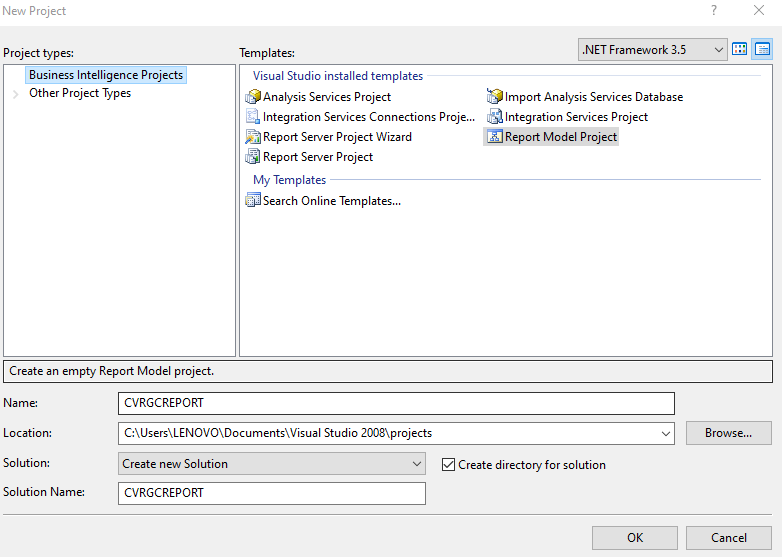 New Project
?
Project types:
Templates:
.NET Framework 3.5
Business Intelligence Projects
Other Project Types
Visual Studio installed templates
Analysis Services Project
Import Analysis Services Database
Integration Services Connections Proje...
Integration Services Project
Report Server Project Wizard
Report Model Project
Report Server Project
My Templates
Search Online Templates...
Create an empty Report Model project.
Name:
CVRGCREPORT
Location:
C:\Users\LENOVO\Documents\Visual Studio 2008\projects
Browse...
Solution:
Create new Solution
Create directory for solution
Solution Name:
CVRGCREPORT
OK
Cancel